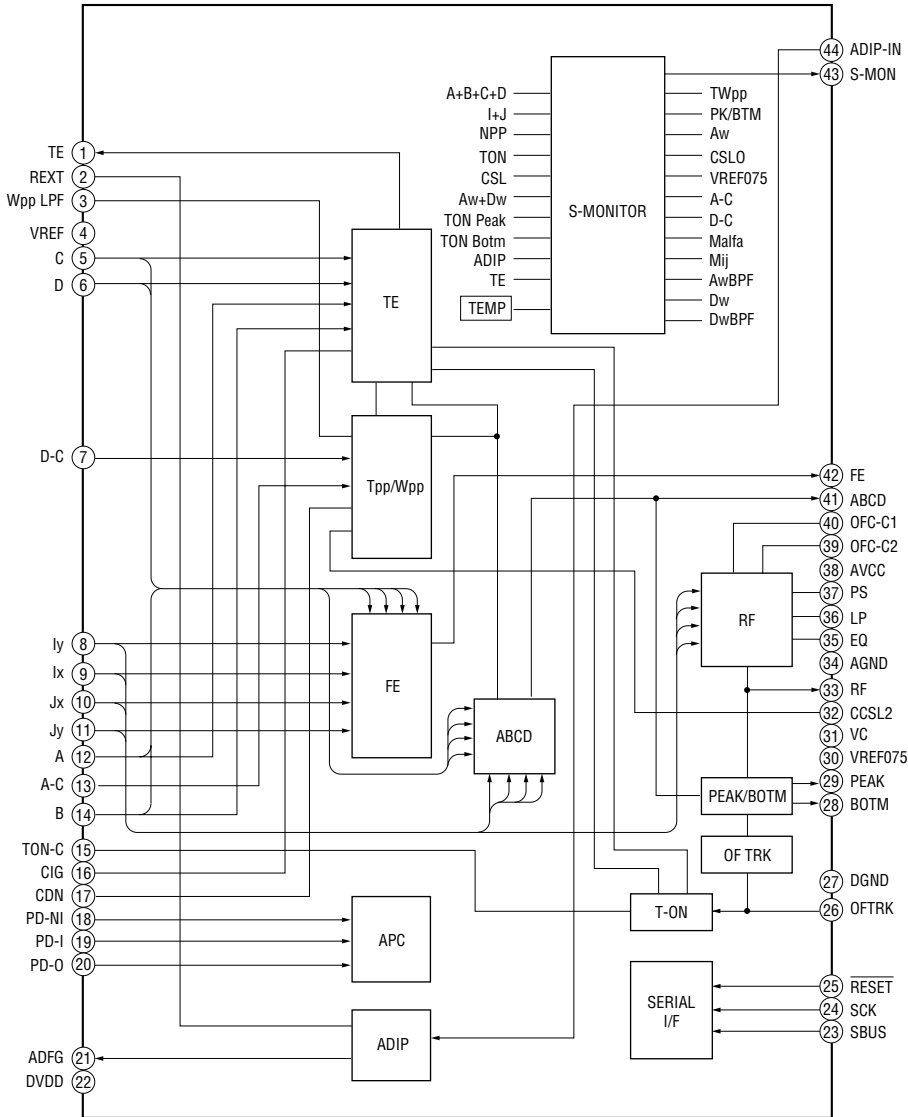 44 ADIP-IN
43 S-MON
A+B+C+D
I+J
NPP
TON
CSL
Aw+Dw
TON Peak
TON Botm
ADIP
TE
TEMP
S-MONITOR
TWpp
PK/BTM
Aw
CSLO
VREF075
A-C
D-C
Malfa
Mij
AwBPF
Dw
DwBPF
TE 1
REXT 2
Wpp LPF 3
VREF 4
C 5
D 6
TE
D-C 7
Tpp/Wpp
42 FE
41 ABCD
40 OFC-C1
39 OFC-C2
38 AVCC
37 PS
36 LP
35 EQ
34 AGND
33 RF
32 CCSL2
31 VC
30 VREF075
29 PEAK
28 BOTM
RF
Iy 8
Ix 9
Jx 10
Jy 11
A 12
A-C 13
B 14
FE
ABCD
PEAK/BOTM
OF TRK
TON-C 15
CIG 16
CDN 17
PD-NI 18
PD-I 19
PD-O 20
APC
T-ON
27 DGND
26 OFTRK
SERIAL
I/F
25 RESET
24 SCK
23 SBUS
ADIP
ADFG 21
DVDD 22